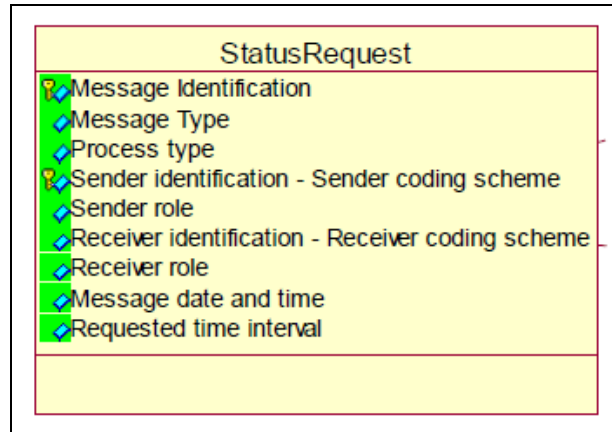 StatusRequest
Message Identification
Message Type
Process type
Sender identification - Sender coding scheme
Sender role
Receiver identification - Receiver coding scheme
Receiver role
Message date and time
Requested time interval